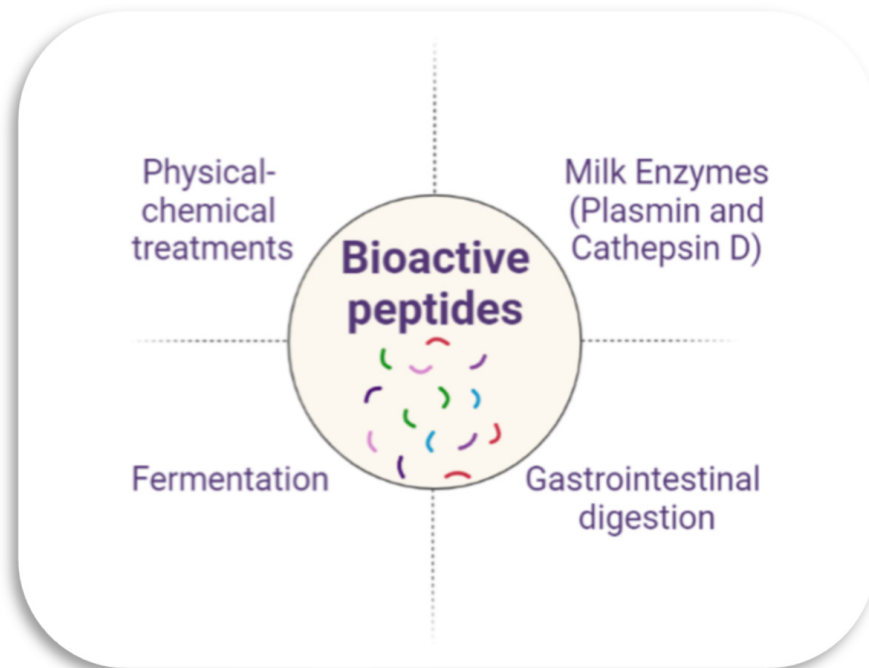 Physical-
chemical
treatments
Milk Enzymes
(Plasmin and
Cathepsin D)
Bioactive
peptides
Fermentation
Gastrointestinal
digestion